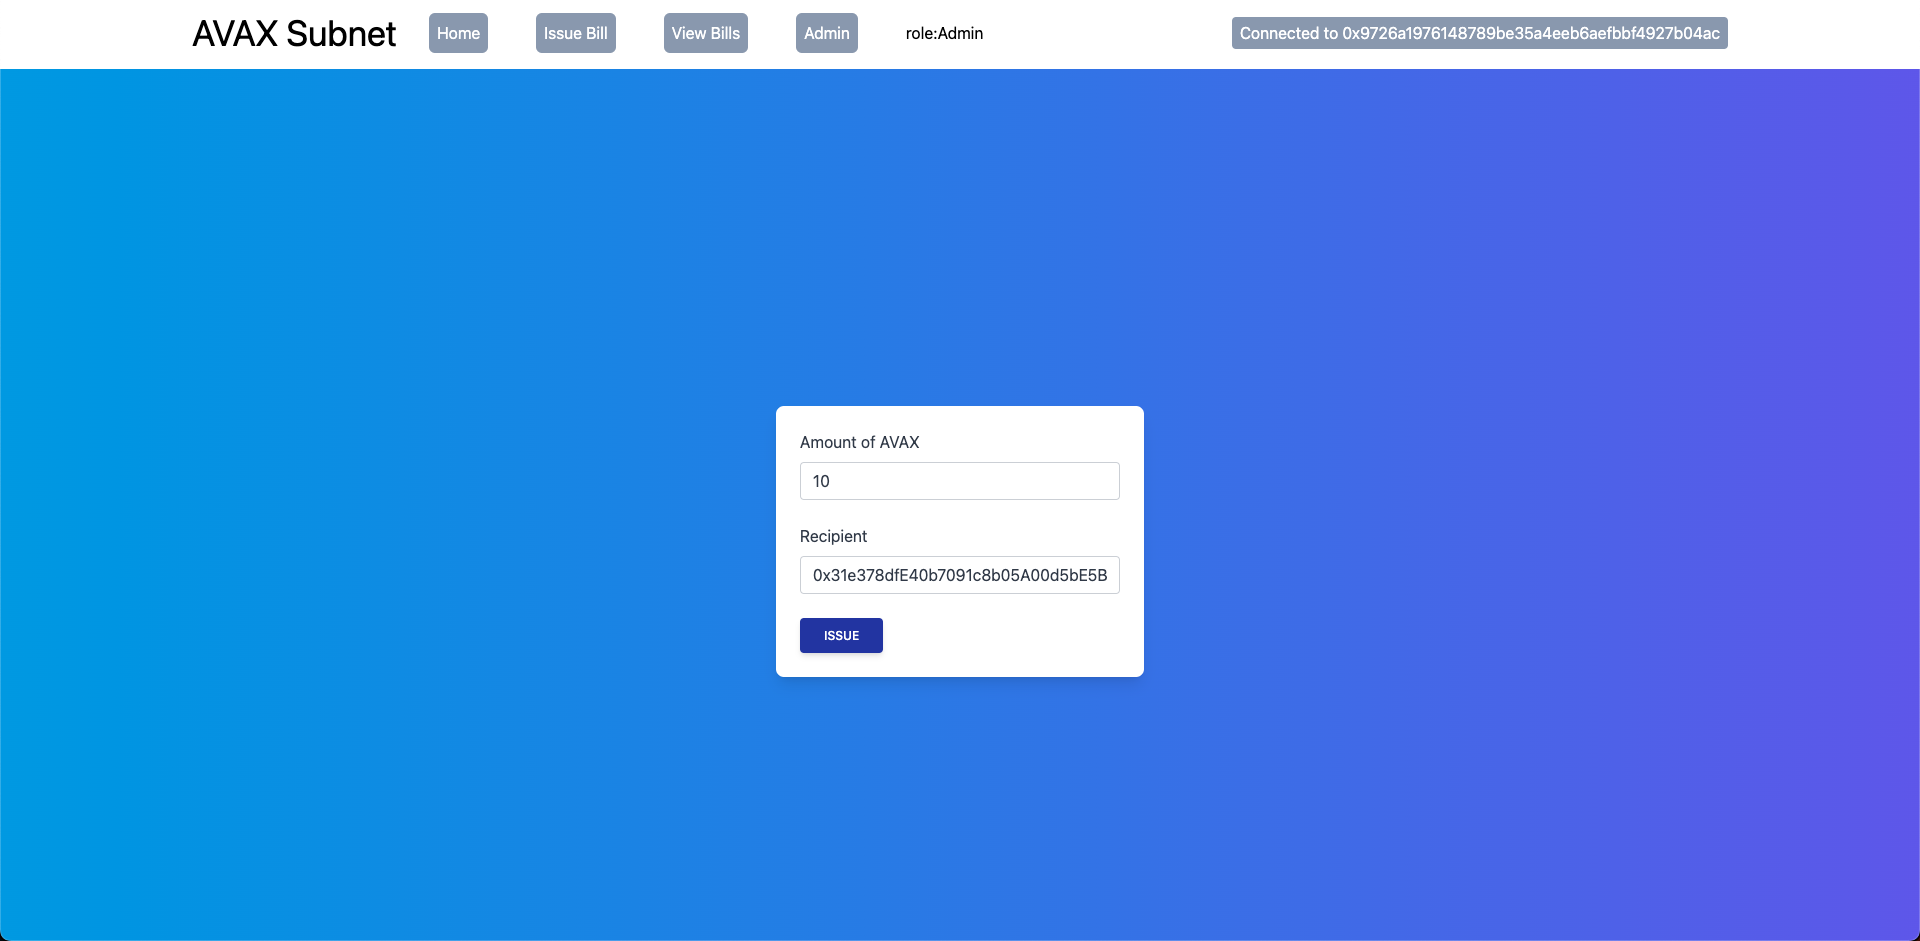 AVAX Subnet Home Issue Bill View Bills Admin role:Admin Connected to 0x9726a1976148789be35a4eeb6aefbbf4927b04ac
Amount of AVAX
10
Recipient
0x31e378dfE40b7091c8b05A00d5bE5B
ISSUE